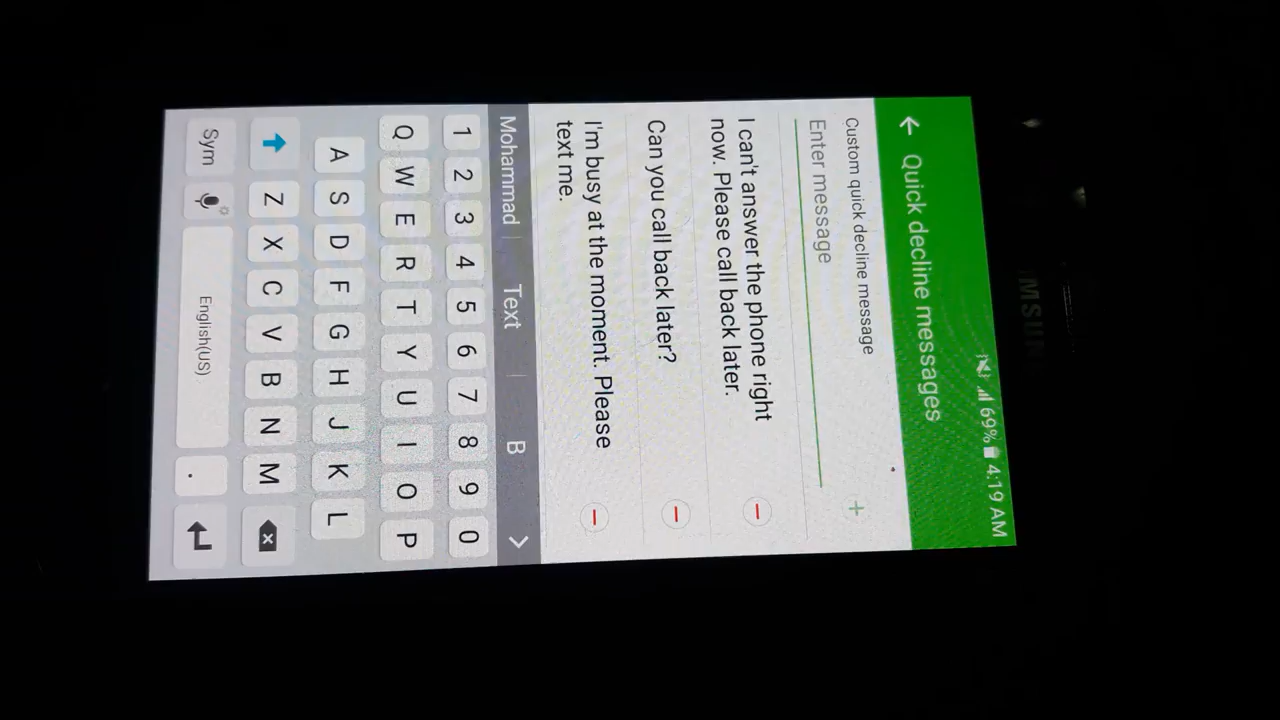 69% 4:19 AM
Quick decline messages
Custom quick decline message
Enter message
I can't answer the phone right
now. Please call back later.
Can you call back later?
I'm busy at the moment. Please
text me.
Mohammad Text B
1 2 3 4 5 6 7 8 9 0
Q W E R T Y U I O P
A S D F G H J K L
Z X C V B N M
Sym English(US) .